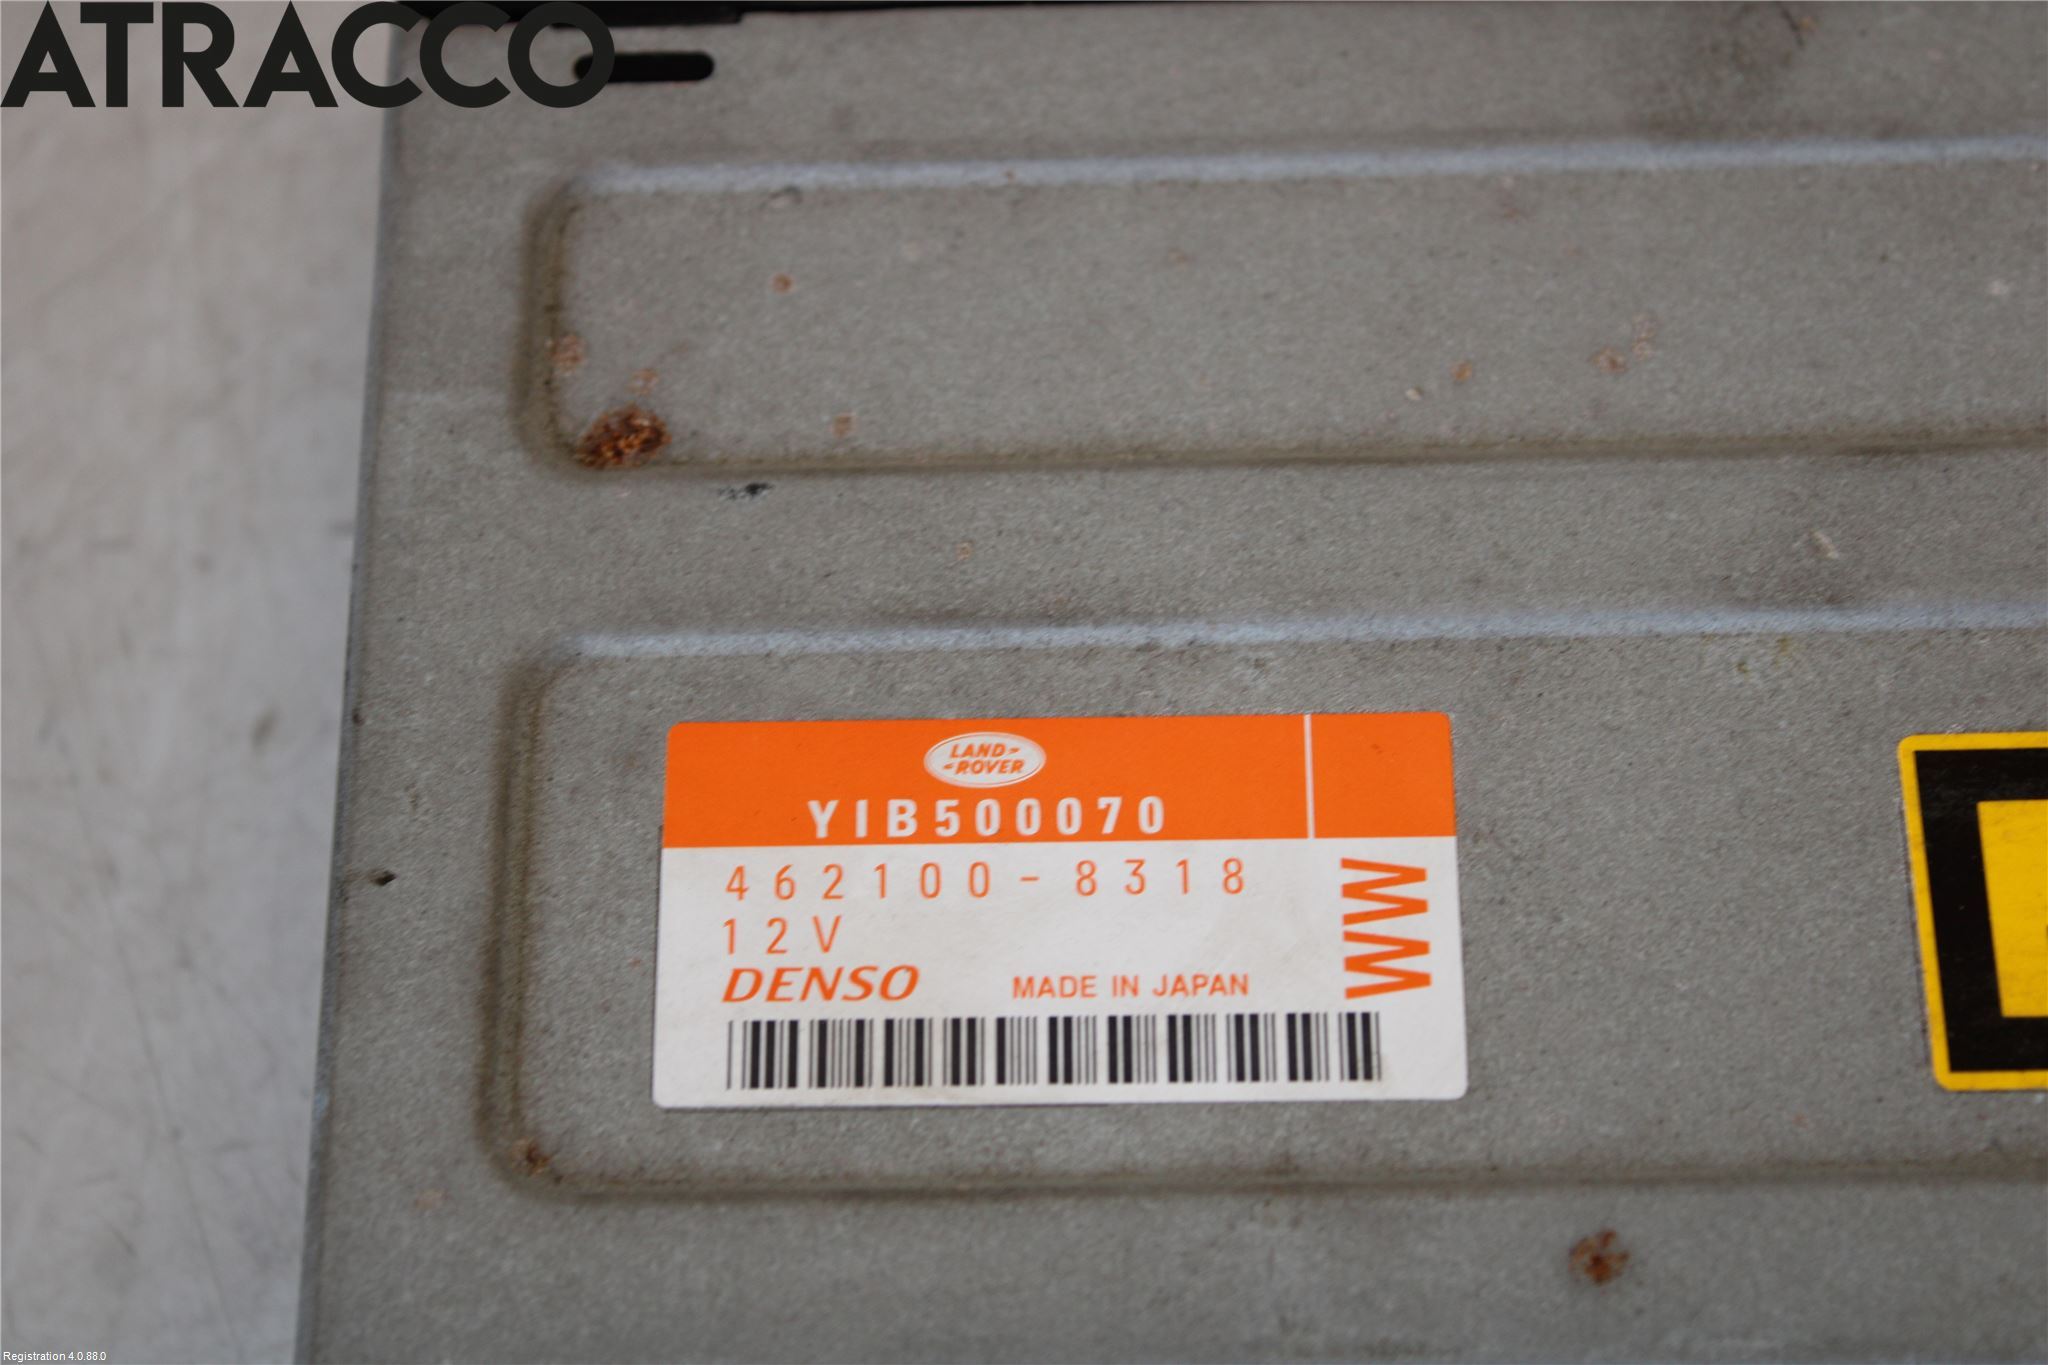 ATRACCO
LAND-
-ROVER
YIB500070
462100-8318
12V
DENSO MADE IN JAPAN
WW
Registration 4.0.88.0